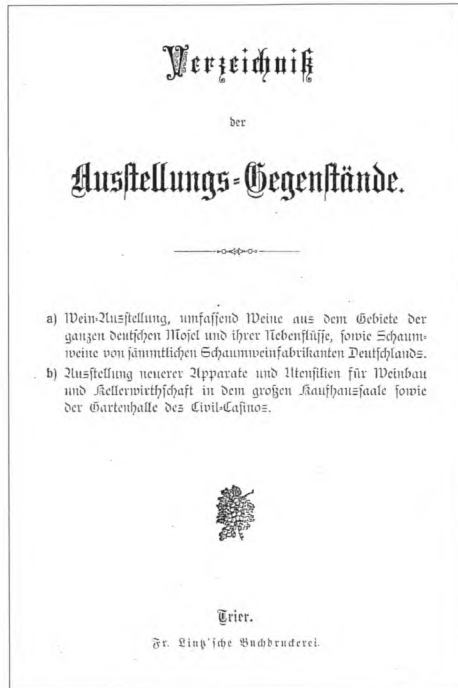 Verzeichniß
der
Ausstellungs-Gegenstände.
a) Wein-Ausstellung, umfassend Weine aus dem Gebiete der
ganzen deutschen Mosel und ihrer Nebenflüsse, sowie Schaum-
weine von sämmtlichen Schaumweinfabrikanten Deutschlands.
b) Ausstellung neuerer Apparate und Utensilien für Weinbau
und Kellerwirthschaft in dem großen Kaufhaussaale sowie
der Gartenhalle des Civil-Casinos.
Trier.
Fr. Lintz'sche Buchdruckerei.